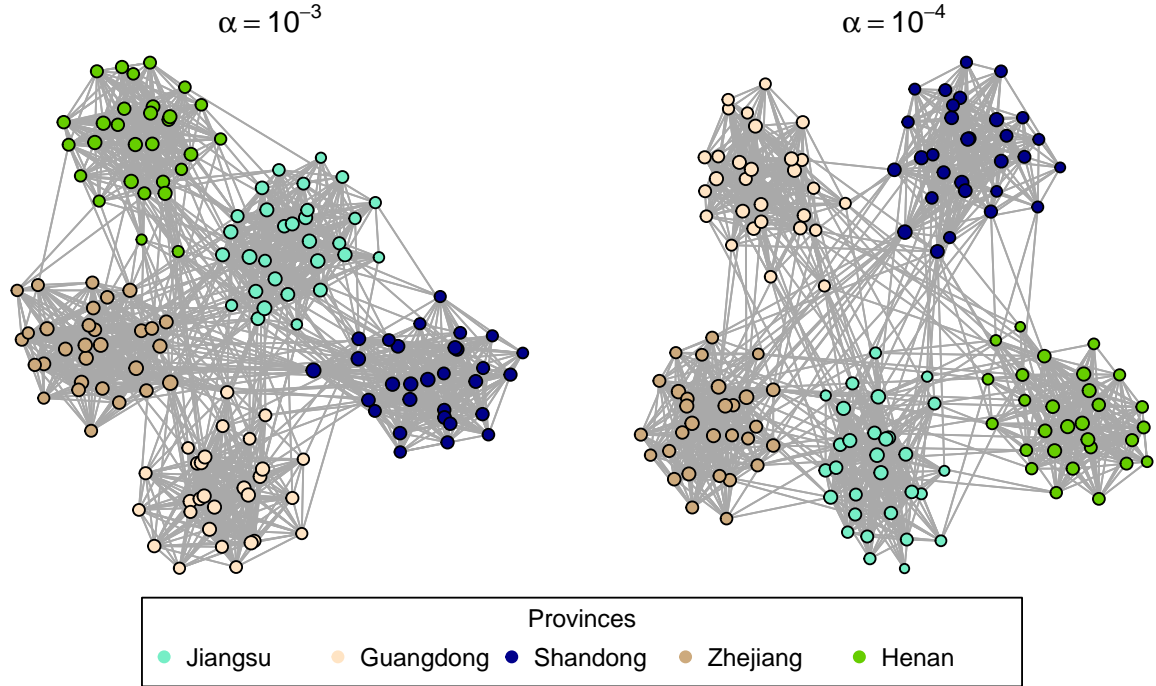 α = 10⁻³
α = 10⁻⁴
Provinces
Jiangsu Guangdong Shandong Zhejiang Henan